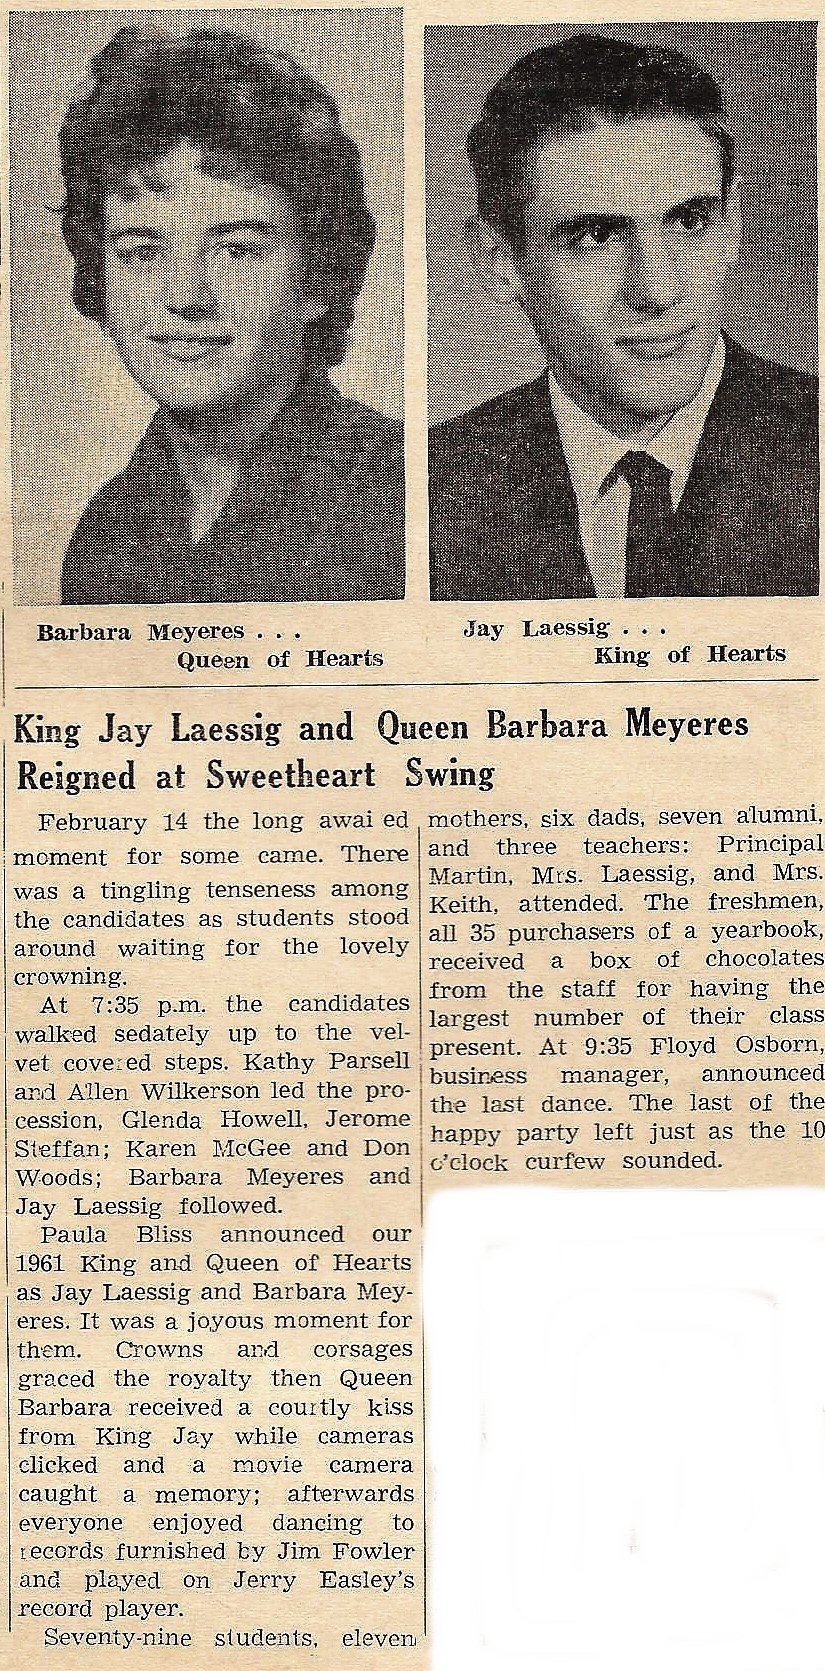 Barbara Meyeres . . .
Queen of Hearts
Jay Laessig . . .
King of Hearts
King Jay Laessig and Queen Barbara Meyeres
Reigned at Sweetheart Swing
February 14 the long awai ed
moment for some came. There
was a tingling tenseness among
the candidates as students stood
around waiting for the lovely
crowning.
At 7:35 p.m. the candidates
walked sedately up to the vel-
vet covered steps. Kathy Parsell
and Allen Wilkerson led the pro-
cession, Glenda Howell, Jerome
Steffan; Karen McGee and Don
Woods; Barbara Meyeres and
Jay Laessig followed.
Paula Bliss announced our
1961 King and Queen of Hearts
as Jay Laessig and Barbara Mey-
eres. It was a joyous moment for
them. Crowns and corsages
graced the royalty then Queen
Barbara received a courtly kiss
from King Jay while cameras
clicked and a movie camera
caught a memory; afterwards
everyone enjoyed dancing to
records furnished by Jim Fowler
and played on Jerry Easley's
record player.
Seventy-nine students, eleven
mothers, six dads, seven alumni,
and three teachers: Principal
Martin, Mrs. Laessig, and Mrs.
Keith, attended. The freshmen,
all 35 purchasers of a yearbook,
received a box of chocolates
from the staff for having the
largest number of their class
present. At 9:35 Floyd Osborn,
business manager, announced
the last dance. The last of the
happy party left just as the 10
o'clock curfew sounded.